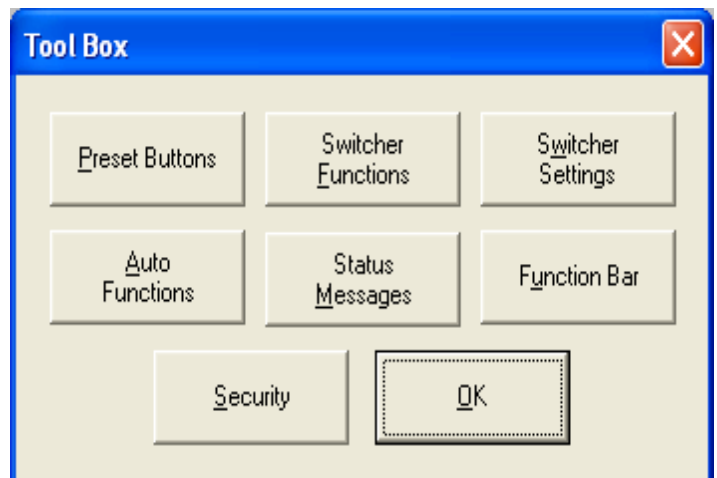 Tool Box
Preset Buttons
Switcher
Functions
Switcher
Settings
Auto
Functions
Status
Messages
Function Bar
Security
OK